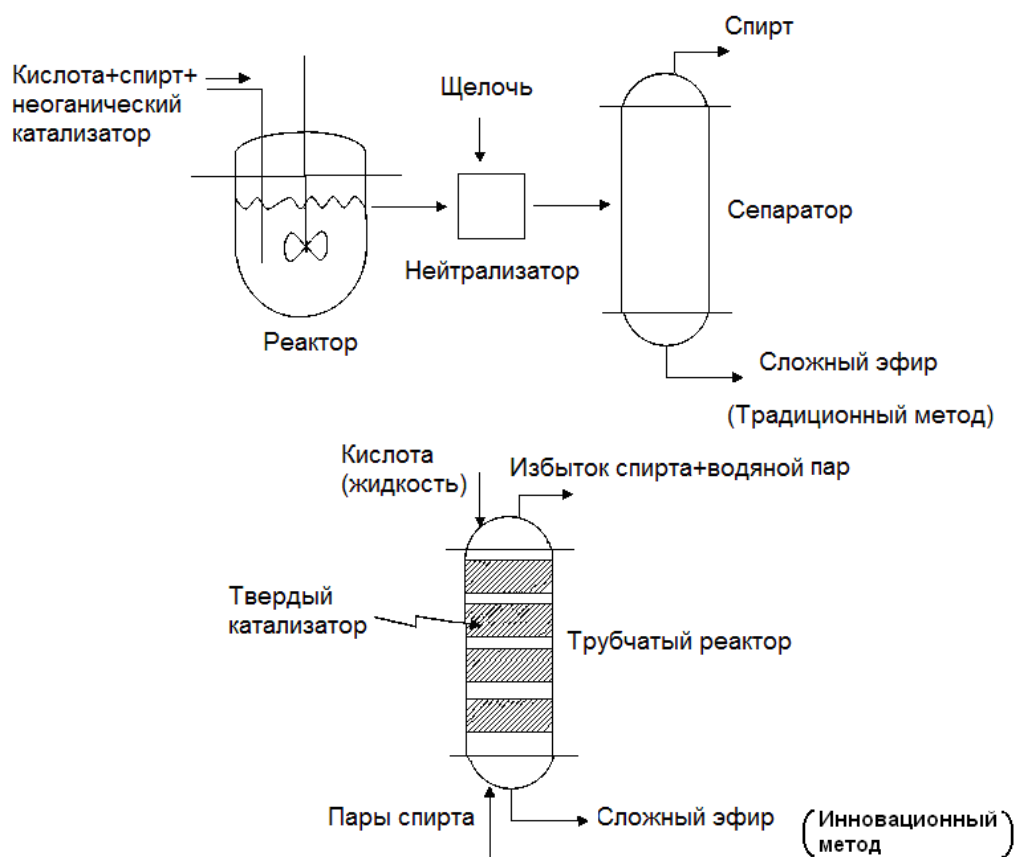 Спирт
Кислота+спирт+
неоганический
катализатор
Щелочь
Сепаратор
Нейтрализатор
Реактор
Сложный эфир
(Традиционный метод)
Кислота
(жидкость)
Избыток спирта+водяной пар
Твердый
катализатор
Трубчатый реактор
Пары спирта
Сложный эфир
(Инновационный
метод)